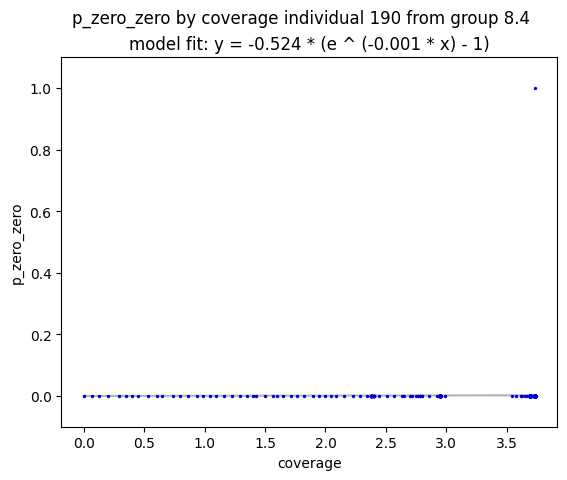 p_zero_zero by coverage individual 190 from group 8.4
model fit: y = -0.524 * (e ^ (-0.001 * x) - 1)
1.0
0.8
0.6
0.4
0.2
0.0
p_zero_zero
0.0 0.5 1.0 1.5 2.0 2.5 3.0 3.5
coverage